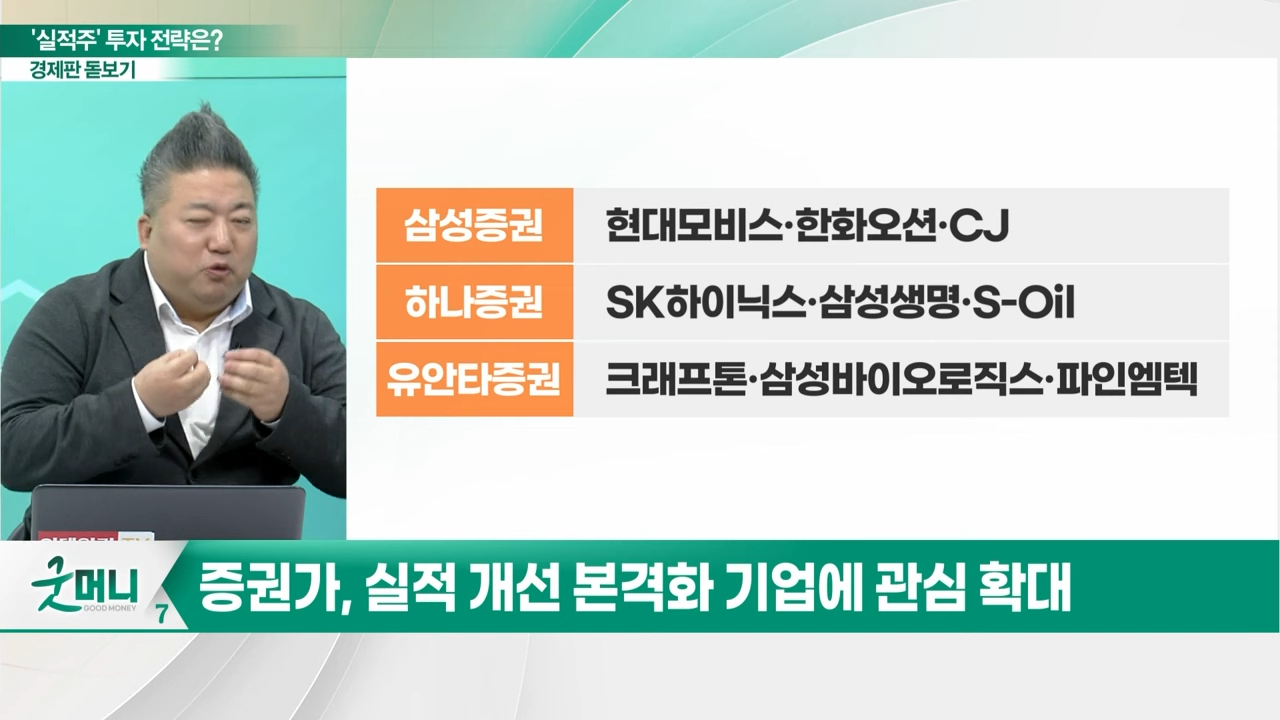 '실적주' 투자 전략은?
경제판 돋보기
삼성증권 현대모비스·한화오션·CJ
하나증권 SK하이닉스·삼성생명·S-Oil
유안타증권 크래프톤·삼성바이오로직스·파인엠텍
굿머니
GOOD MONEY
7
증권가, 실적 개선 본격화 기업에 관심 확대